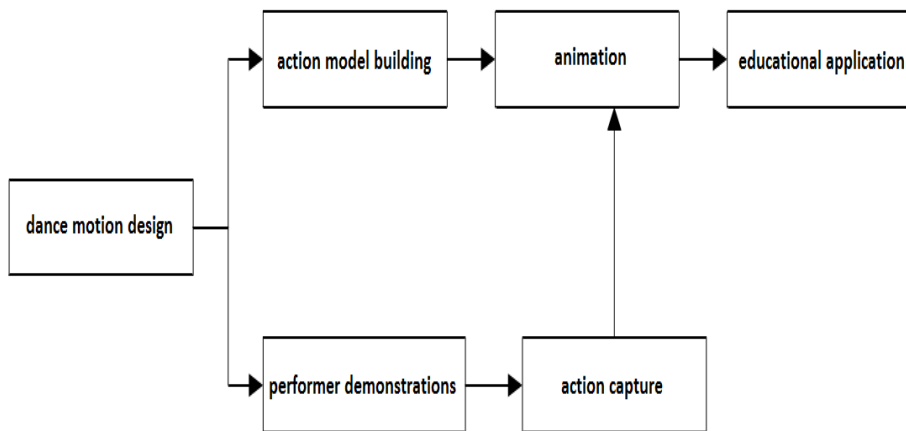 action model building
animation
educational application
dance motion design
performer demonstrations
action capture